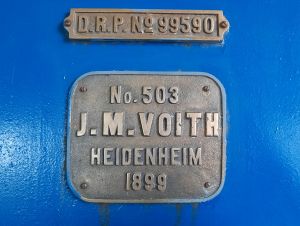 D.R.P. No 99590
No. 503
J.M.VOITH
HEIDENHEIM
1899